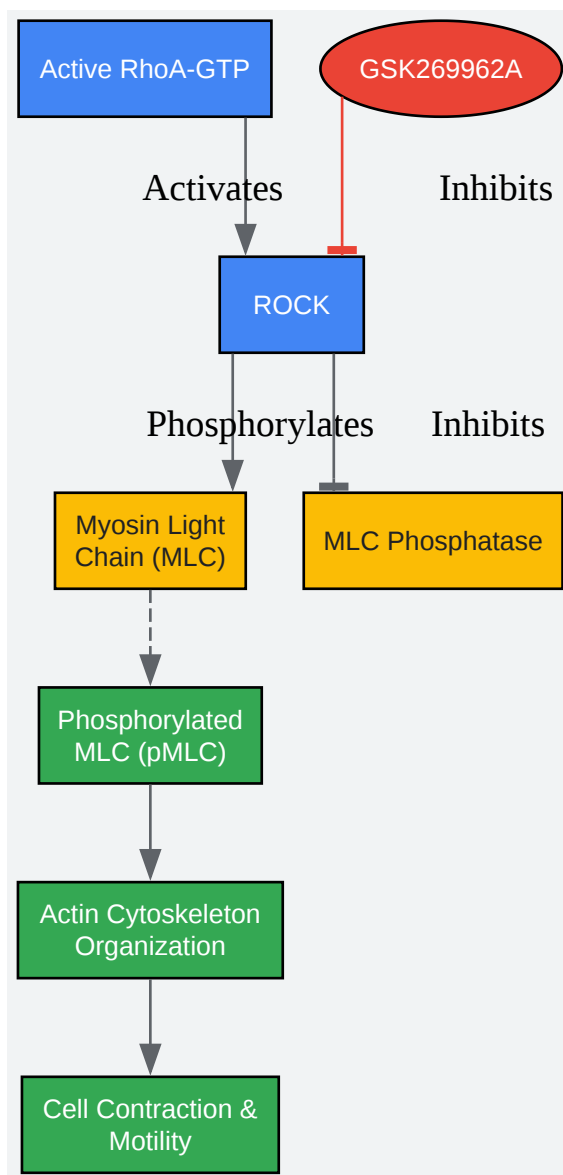 Active RhoA-GTP
GSK269962A
Activates
Inhibits
ROCK
Phosphorylates
Inhibits
Myosin Light
Chain (MLC)
MLC Phosphatase
Phosphorylated
MLC (pMLC)
Actin Cytoskeleton
Organization
Cell Contraction &
Motility